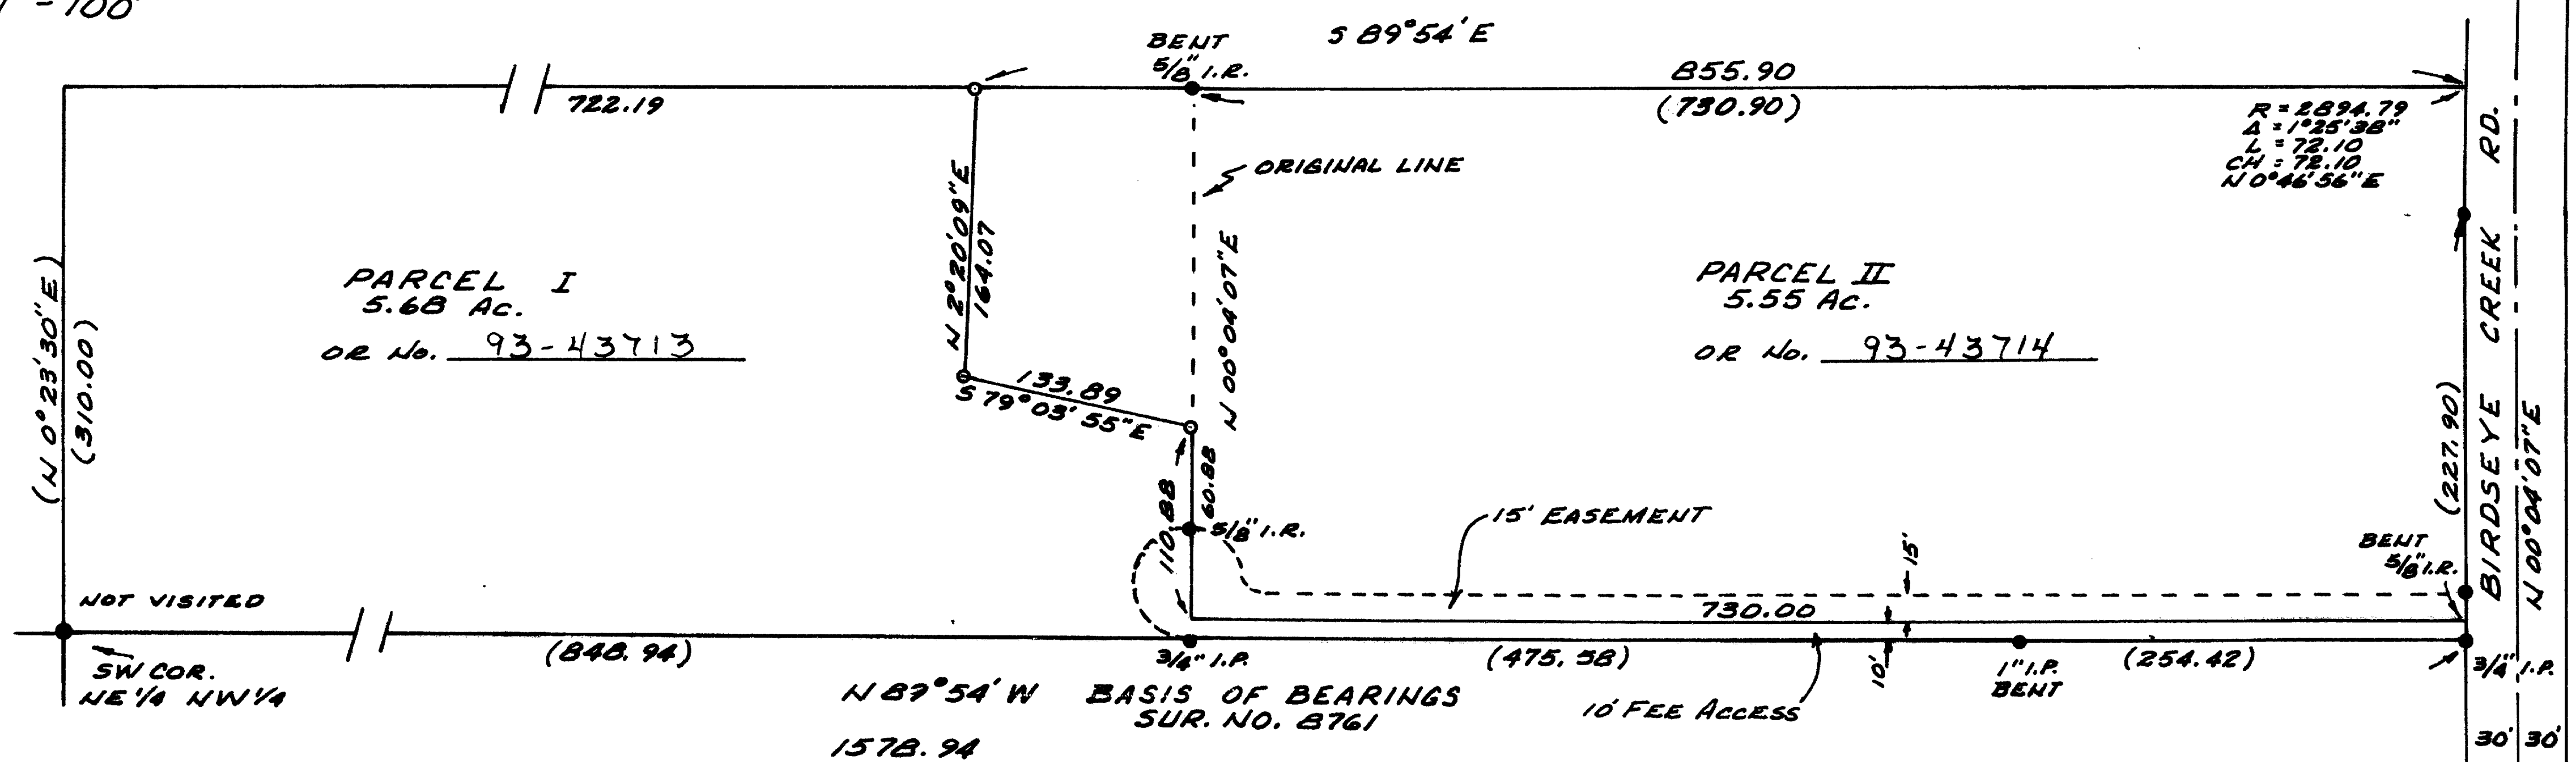 S 89°54' E
BENT
5/8" I.R.
855.90
722.19
(730.90)
R = 2894.79
Δ = 1°25'38"
L = 72.10
CH = 72.10
N 0°46'56" E
ORIGINAL LINE
N 2°20'09" E
164.07
N 00°04'07" E
PARCEL I
5.68 AC.
OR No. 93-43713
PARCEL II
5.55 AC.
OR No. 93-43714
(N 0°23'30" E)
(310.00)
133.89
S 79°03'55" E
60.88
110.88
5/8" I.R.
15' EASEMENT
15'
(227.90)
BIRDSEYE CREEK RD.
N 00°04'07" E
BENT
5/8" I.R.
NOT VISITED
730.00
(848.94)
3/4" I.P.
(475.58)
10'
1" I.P.
BENT
(254.42)
3/4" I.P.
SW COR.
NE 1/4 NW 1/4
N 89°54' W BASIS OF BEARINGS
SUR. NO. 8761
10' FEE ACCESS
1578.94
30' 30'